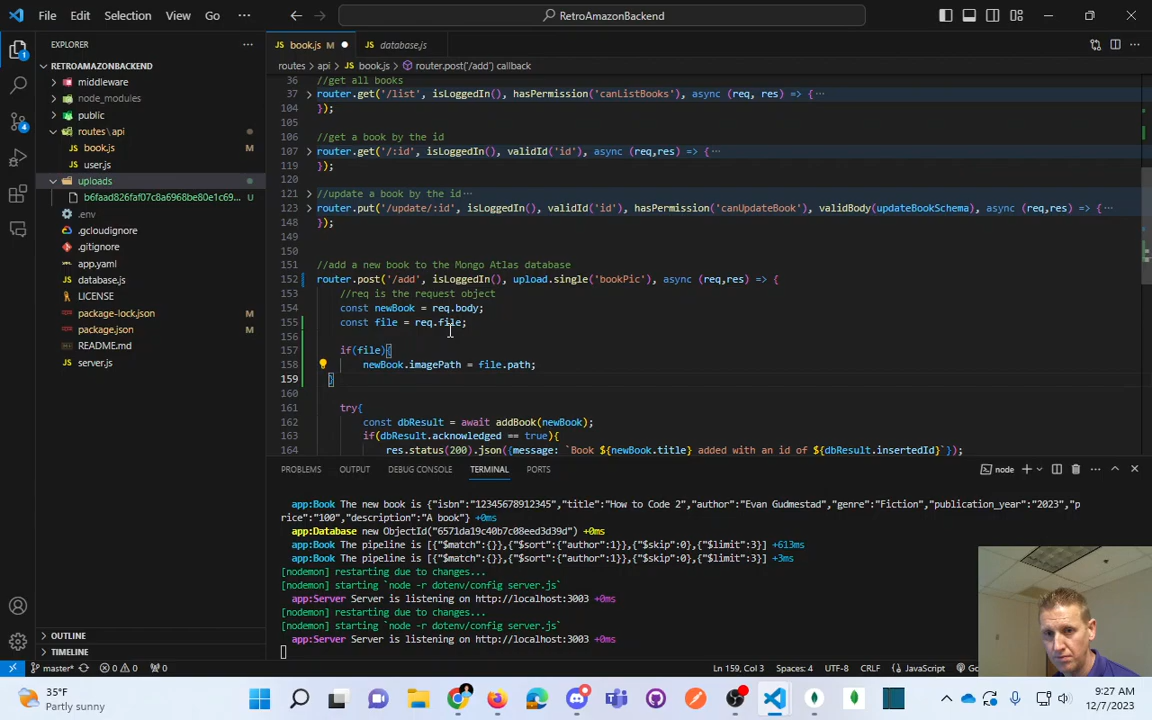 File Edit Selection View Go ··· RetroAmazonBackend
EXPLORER ···
RETROAMAZONBACKEND
middleware
node_modules
public
routes\api
book.js M
user.js
uploads
b6faad826faf07c8a6968be80e1c69... U
.env
.gcloudignore
.gitignore
app.yaml
database.js
LICENSE
package-lock.json
package.json
README.md
server.js
OUTLINE
TIMELINE
book.js M database.js
routes > api > book.js > router.post('/add') callback
36 //get all books
37 router.get('/list', isLoggedIn(), hasPermission('canListBooks'), async (req, res) => {···
104 });
105
106 //get a book by the id
107 router.get('/:id', isLoggedIn(), validId('id'), async (req,res) => {···
119 });
120
121 //update a book by the id···
123 router.put('/update/:id', isLoggedIn(), validId('id'), hasPermission('canUpdateBook'), validBody(updateBookSchema), async (req,res) => {···
148 });
149
150
151 //add a new book to the Mongo Atlas database
152 router.post('/add', isLoggedIn(), upload.single('bookPic'), async (req,res) => {
153 //req is the request object
154 const newBook = req.body;
155 const file = req.file;
156
157 if(file){
158 newBook.imagePath = file.path;
159 }
160
161 try{
162 const dbResult = await addBook(newBook);
163 if(dbResult.acknowledged == true){
164 res.status(200).json({message: `Book ${newBook.title} added with an id of ${dbResult.insertedId}`});
PROBLEMS OUTPUT DEBUG CONSOLE TERMINAL PORTS node
app:Book The new book is {"isbn":"12345678912345","title":"How to Code 2","author":"Evan Gudmestad","genre":"Fiction","publication_year":"2023","p
rice":"100","description":"A book"} +0ms
app:Database new ObjectId("6571da19c40b7c08eed3d39d") +0ms
app:Book The pipeline is [{"$match":{}},{"$sort":{"author":1}},{"$skip":0},{"$limit":3}] +613ms
app:Book The pipeline is [{"$match":{}},{"$sort":{"author":1}},{"$skip":0},{"$limit":3}] +3ms
[nodemon] restarting due to changes...
[nodemon] starting `node -r dotenv/config server.js`
app:Server Server is listening on http://localhost:3003 +0ms
[nodemon] restarting due to changes...
[nodemon] starting `node -r dotenv/config server.js`
app:Server Server is listening on http://localhost:3003 +0ms
master* 0 0 0 Ln 159, Col 3 Spaces: 4 UTF-8 CRLF JavaScript Go
35°F
Partly sunny
9:27 AM
12/7/2023